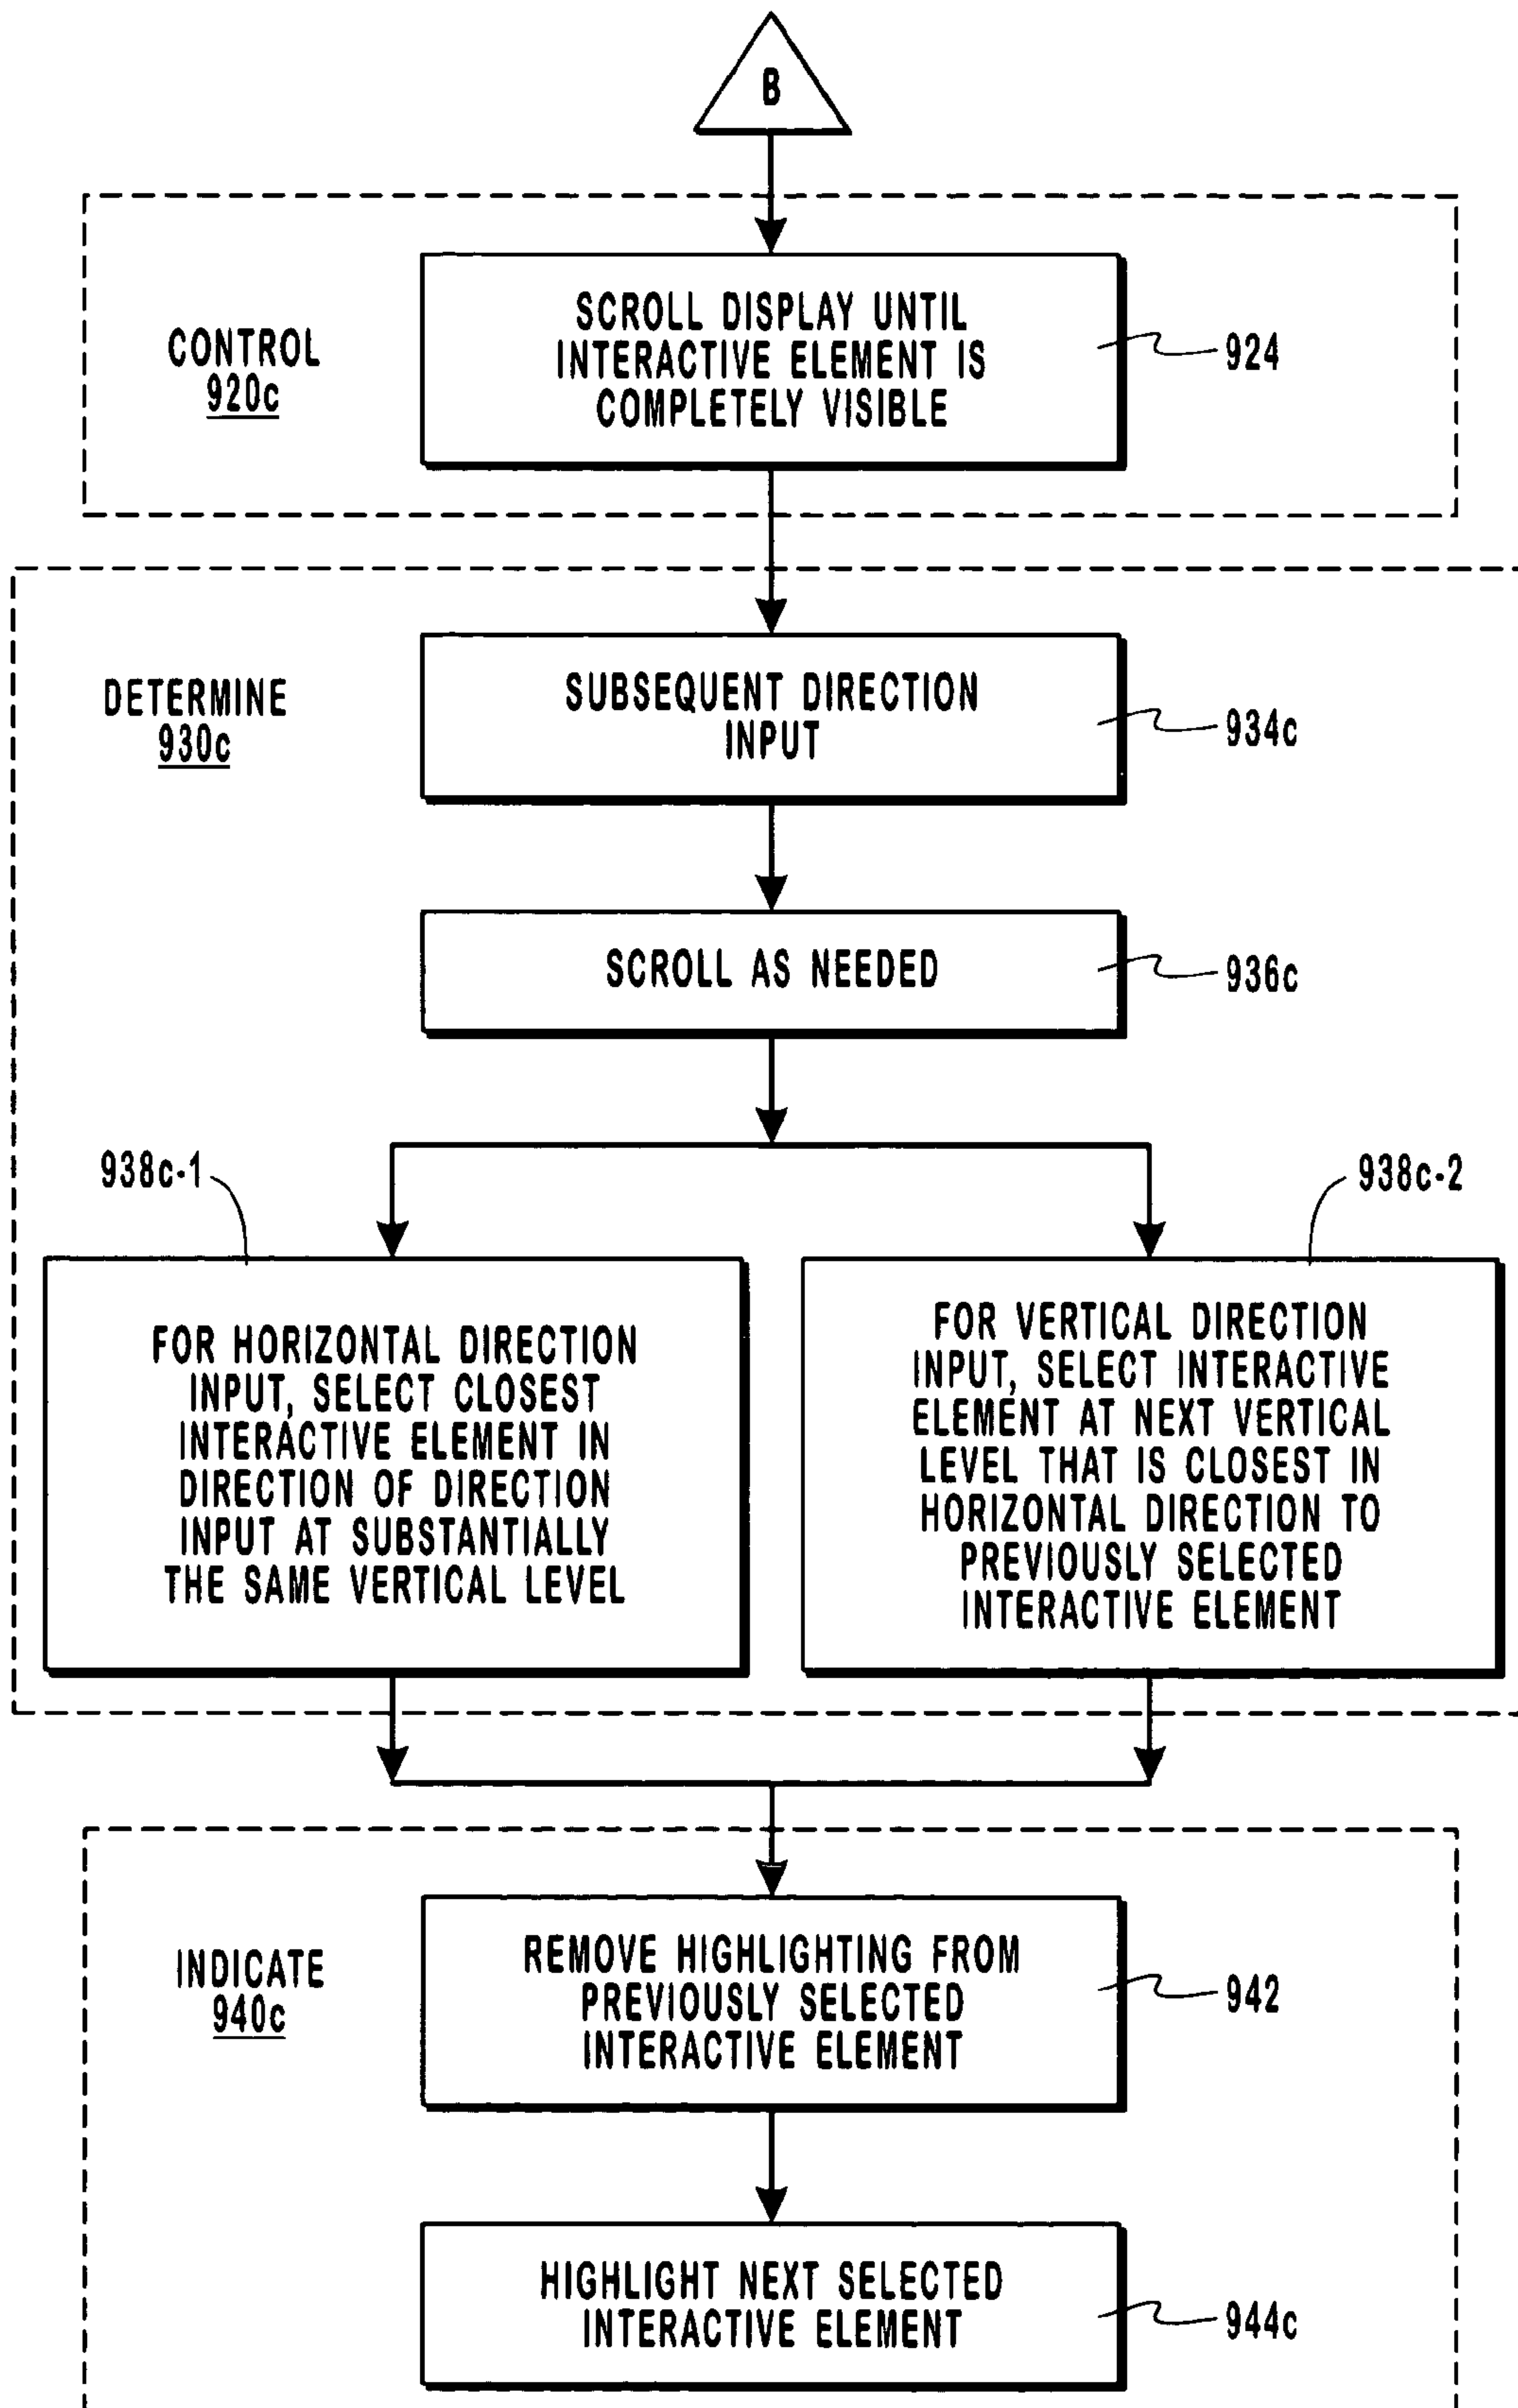 B
SCROLL DISPLAY UNTIL
INTERACTIVE ELEMENT IS
COMPLETELY VISIBLE
CONTROL
920c
924
DETERMINE
930c
SUBSEQUENT DIRECTION
INPUT
934c
SCROLL AS NEEDED
936c
938c-1
938c-2
FOR HORIZONTAL DIRECTION
INPUT, SELECT CLOSEST
INTERACTIVE ELEMENT IN
DIRECTION OF DIRECTION
INPUT AT SUBSTANTIALLY
THE SAME VERTICAL LEVEL
FOR VERTICAL DIRECTION
INPUT, SELECT INTERACTIVE
ELEMENT AT NEXT VERTICAL
LEVEL THAT IS CLOSEST IN
HORIZONTAL DIRECTION TO
PREVIOUSLY SELECTED
INTERACTIVE ELEMENT
INDICATE
940c
REMOVE HIGHLIGHTING FROM
PREVIOUSLY SELECTED
INTERACTIVE ELEMENT
942
HIGHLIGHT NEXT SELECTED
INTERACTIVE ELEMENT
944c